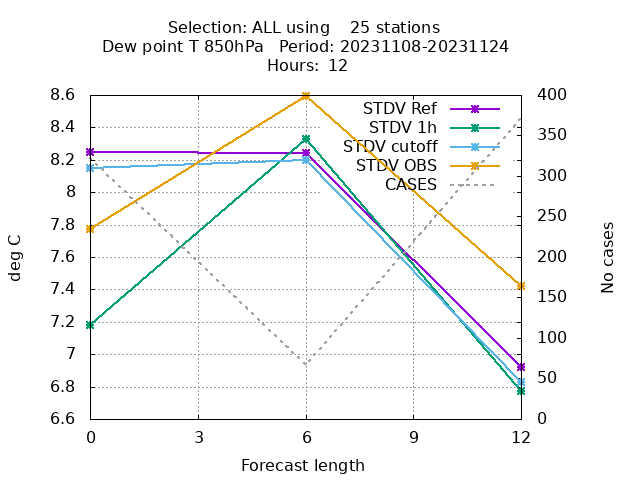 Selection: ALL using    25 stations
Dew point T 850hPa   Period: 20231108-20231124
Hours: 12
8.6
8.4
8.2
8
7.8
7.6
7.4
7.2
7
6.8
6.6
deg C
STDV Ref
STDV 1h
STDV cutoff
STDV OBS
CASES
400
350
300
250
200
150
100
50
0
No cases
0 3 6 9 12
Forecast length